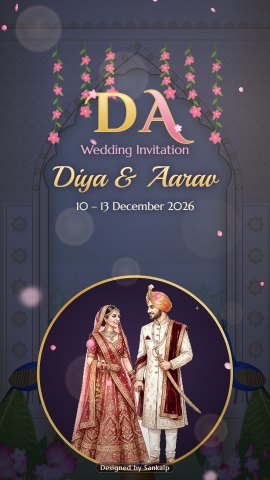 DA
Wedding Invitation
Diya & Aarav
10 – 13 December 2026
Designed by Sankalp